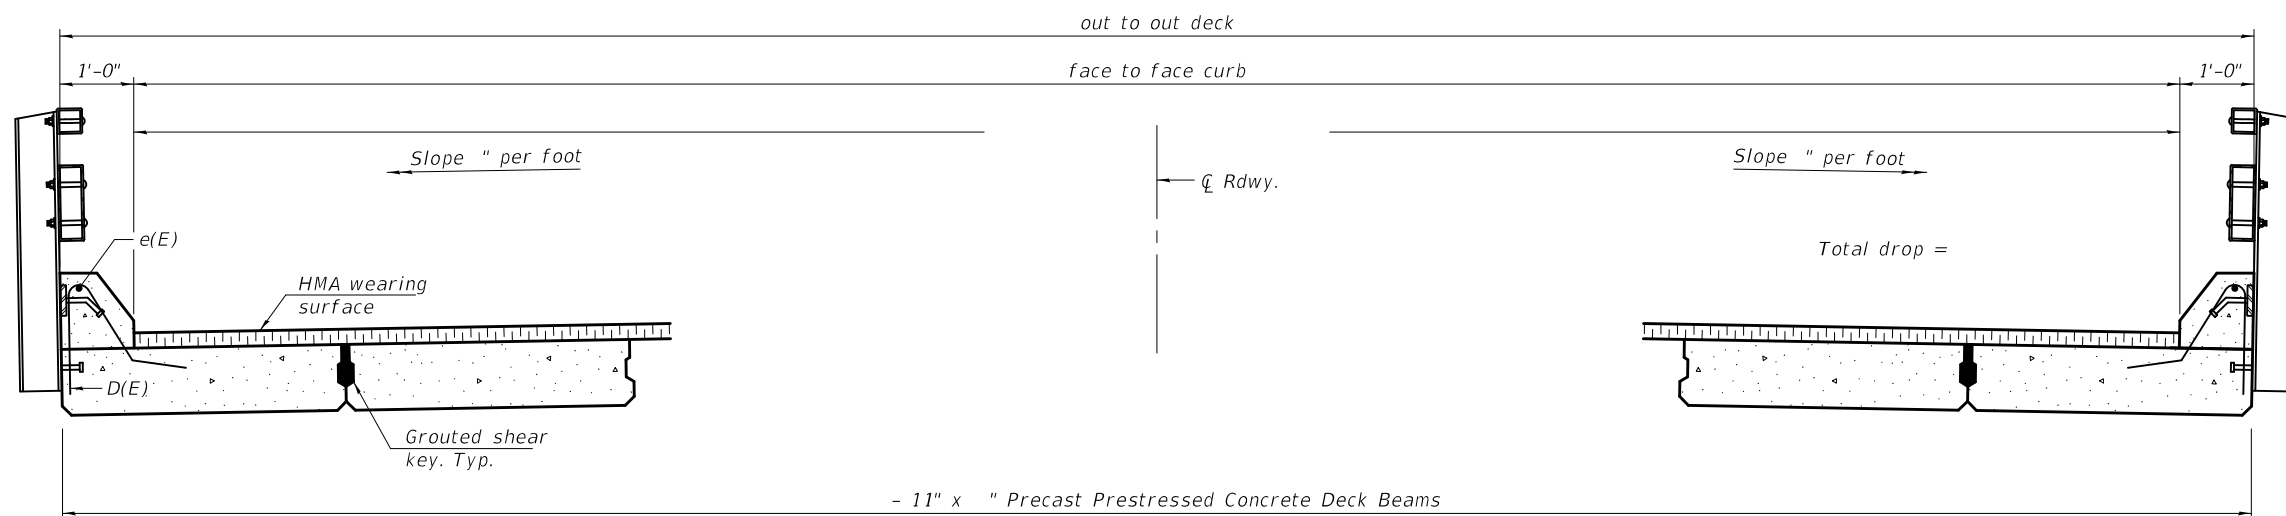 out to out deck
1'-0"
face to face curb
1'-0"
Slope " per foot
Slope " per foot
℄ Rdwy.
e(E)
Total drop =
HMA wearing
surface
D(E)
Grouted shear
key. Typ.
- 11" x " Precast Prestressed Concrete Deck Beams